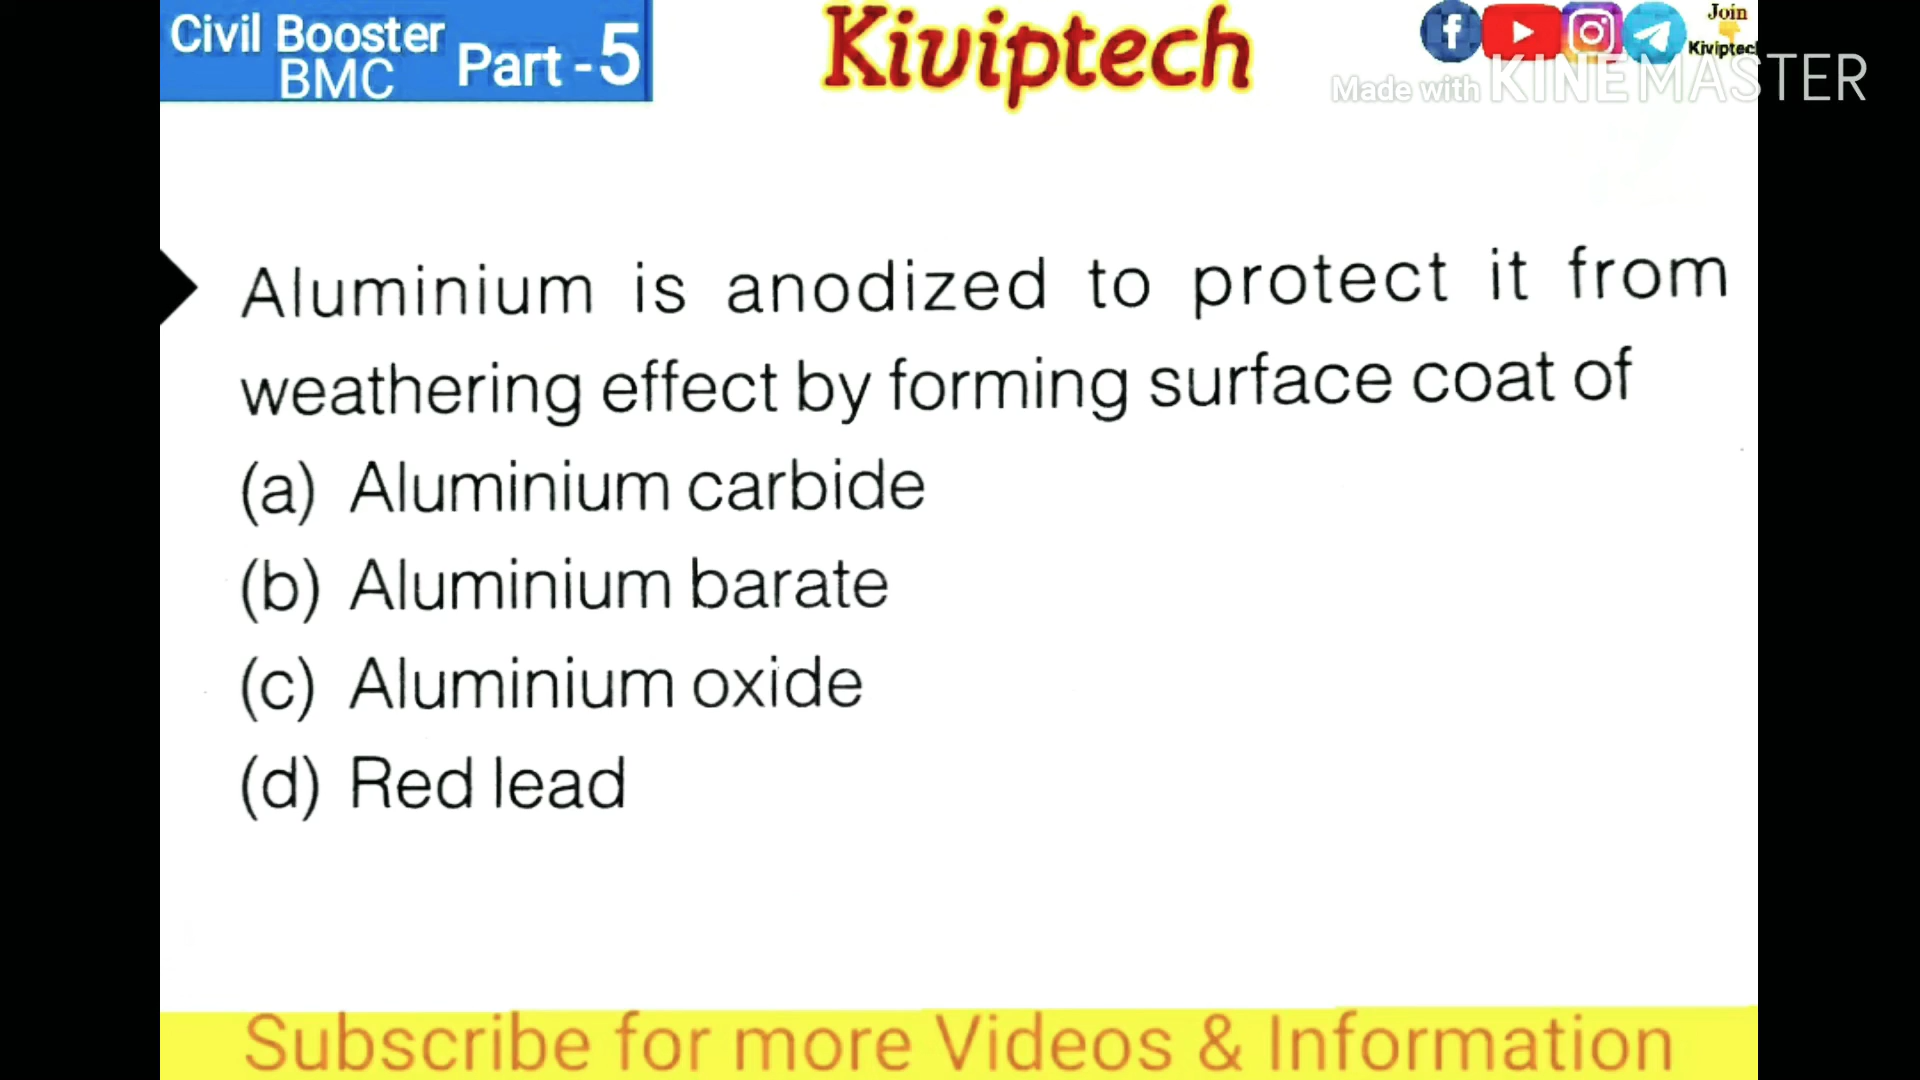 Civil Booster
BMC
Part - 5
Kiviptech
Join
Kiviptec
Made with KINEMASTER
Aluminium is anodized to protect it from
weathering effect by forming surface coat of
(a) Aluminium carbide
(b) Aluminium barate
(c) Aluminium oxide
(d) Red lead
Subscribe for more Videos & Information